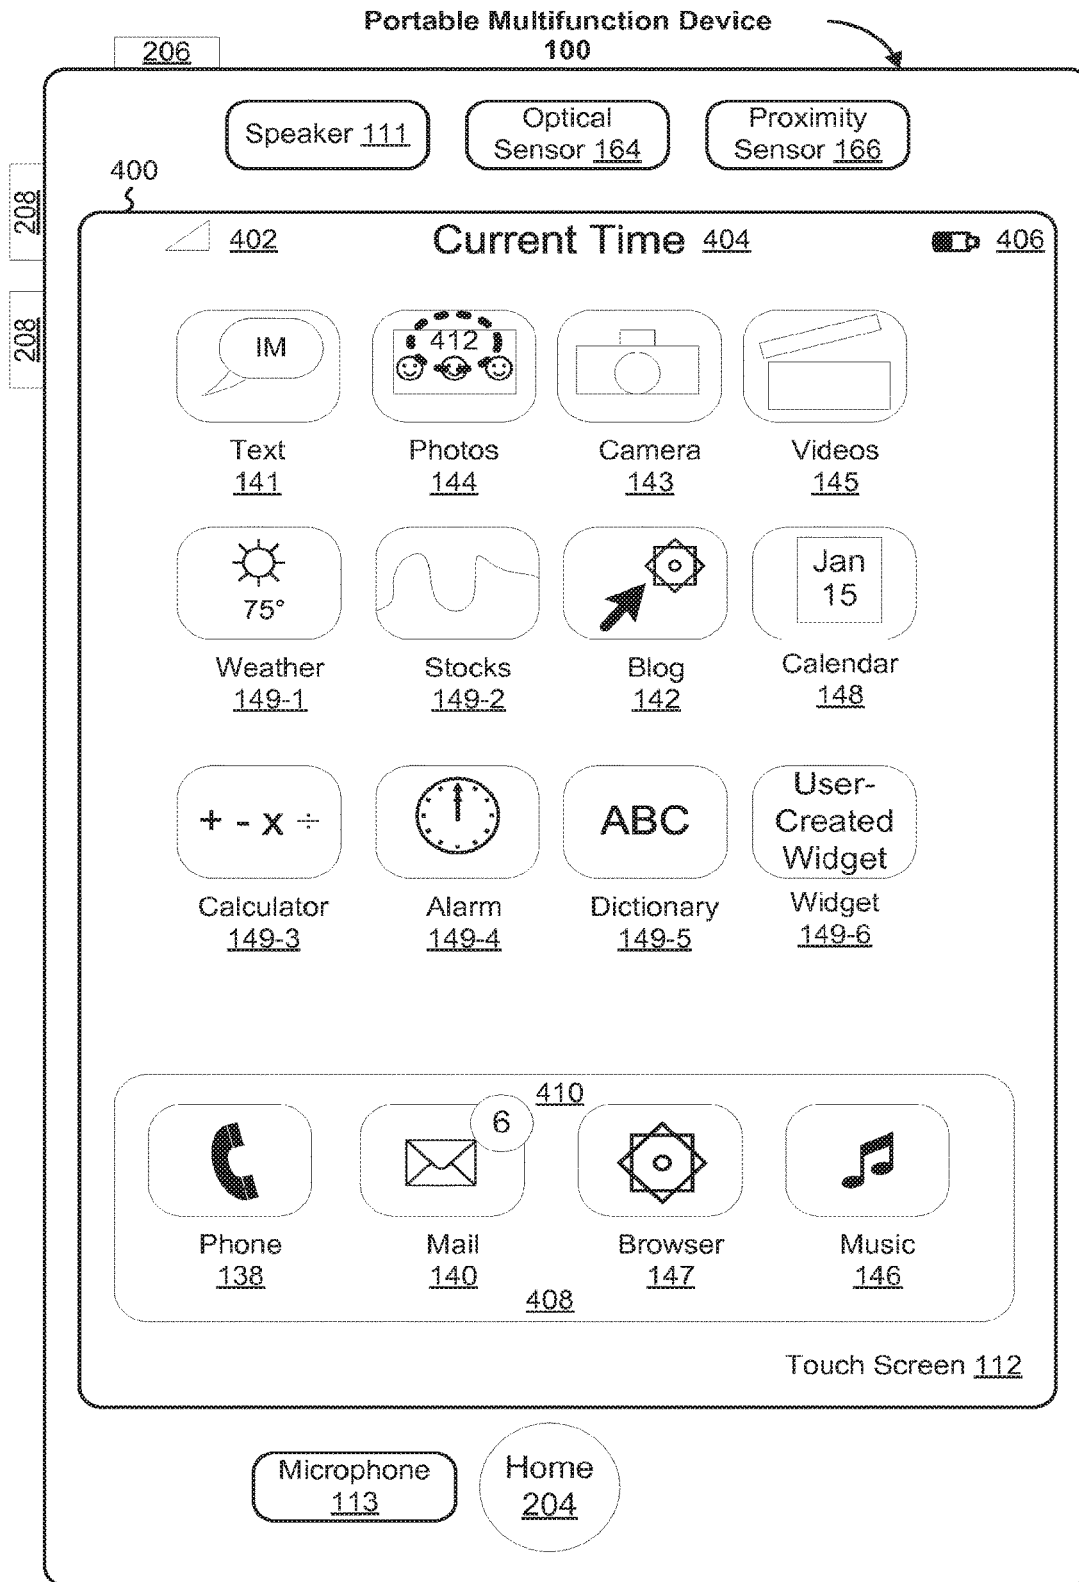 Portable Multifunction Device
100
206
Speaker 111
Optical
Sensor 164
Proximity
Sensor 166
400
208
208
402
Current Time 404
406
IM
412
Text
141
Photos
144
Camera
143
Videos
145
75°
Jan
15
Weather
149-1
Stocks
149-2
Blog
142
Calendar
148
+ - x ÷
ABC
User-
Created
Widget
Calculator
149-3
Alarm
149-4
Dictionary
149-5
Widget
149-6
410
6
Phone
138
Mail
140
Browser
147
Music
146
408
Touch Screen 112
Microphone
113
Home
204